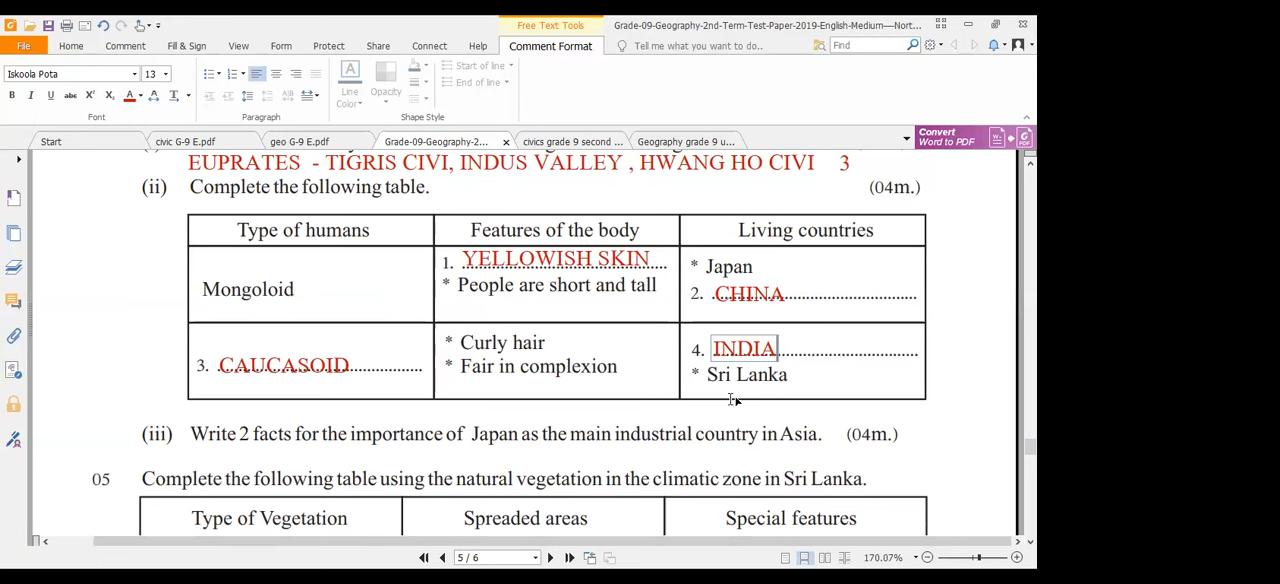 Free Text Tools
Grade-09-Geography-2nd-Term-Test-Paper-2019-English-Medium—Nort...
File Home Comment Fill & Sign View Form Protect Share Connect Help Comment Format Tell me what you want to do.. Find
Iskoola Pota 13
Start of line
End of line
Line Color Opacity
B I U abc X² X₂ A A T
Font Paragraph Shape Style
Start civic G-9 E.pdf geo G-9 E.pdf Grade-09-Geography-2... civics grade 9 second ... Geography grade 9 u...
Convert Word to PDF
EUPRATES - TIGRIS CIVI, INDUS VALLEY , HWANG HO CIVI 3
(ii) Complete the following table. (04m.)
Type of humans Features of the body Living countries
Mongoloid
1. YELLOWISH SKIN
* People are short and tall
* Japan
2. CHINA
3. CAUCASOID
* Curly hair
* Fair in complexion
4. INDIA
* Sri Lanka
(iii) Write 2 facts for the importance of Japan as the main industrial country in Asia. (04m.)
05 Complete the following table using the natural vegetation in the climatic zone in Sri Lanka.
Type of Vegetation Spreaded areas Special features
5 / 6 170.07%